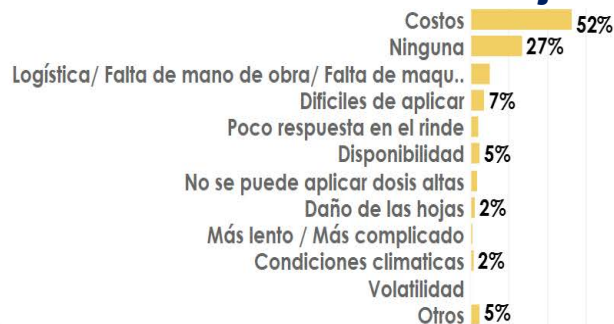 Costos 52%
Ninguna 27%
Logística/ Falta de mano de obra/ Falta de maqu..
Dificiles de aplicar 7%
Poco respuesta en el rinde
Disponibilidad 5%
No se puede aplicar dosis altas
Daño de las hojas 2%
Más lento / Más complicado
Condiciones climaticas 2%
Volatilidad
Otros 5%